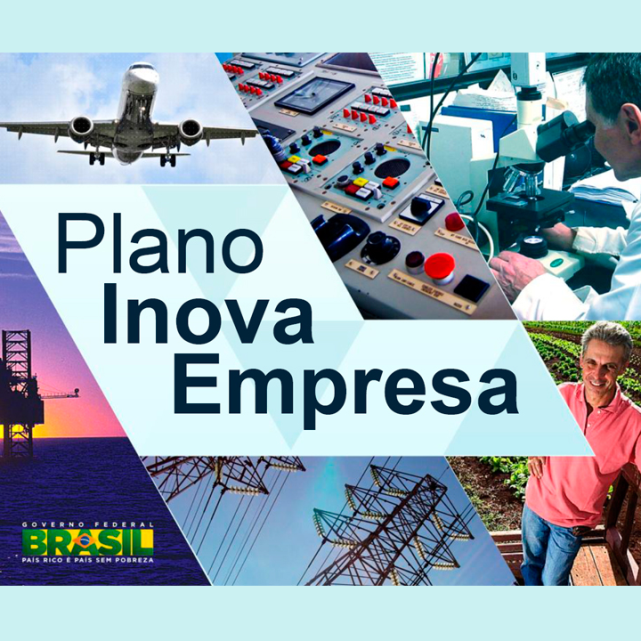 Plano
Inova
Empresa
GOVERNO FEDERAL
BRASIL
PAÍS RICO É PAÍS SEM POBREZA